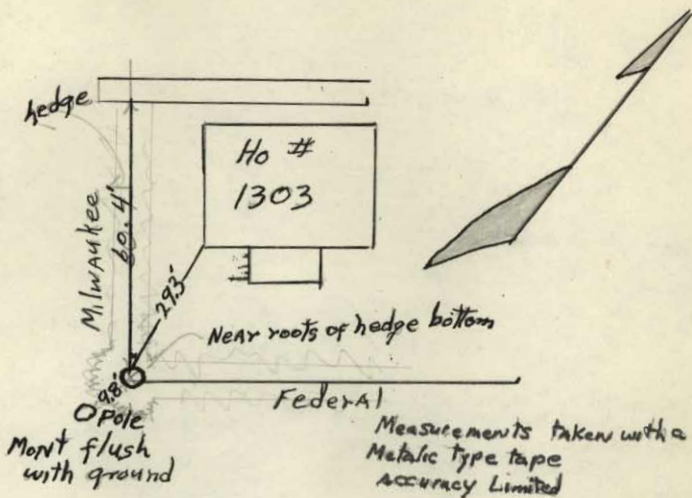 hedge
Ho #
1303
Milwaukee
60.4'
29.3'
Near roots of hedge bottom
9.8'
Pole
Federal
Mon't flush
with ground
Measurements taken with a
Metalic type tape
Accuracy Limited